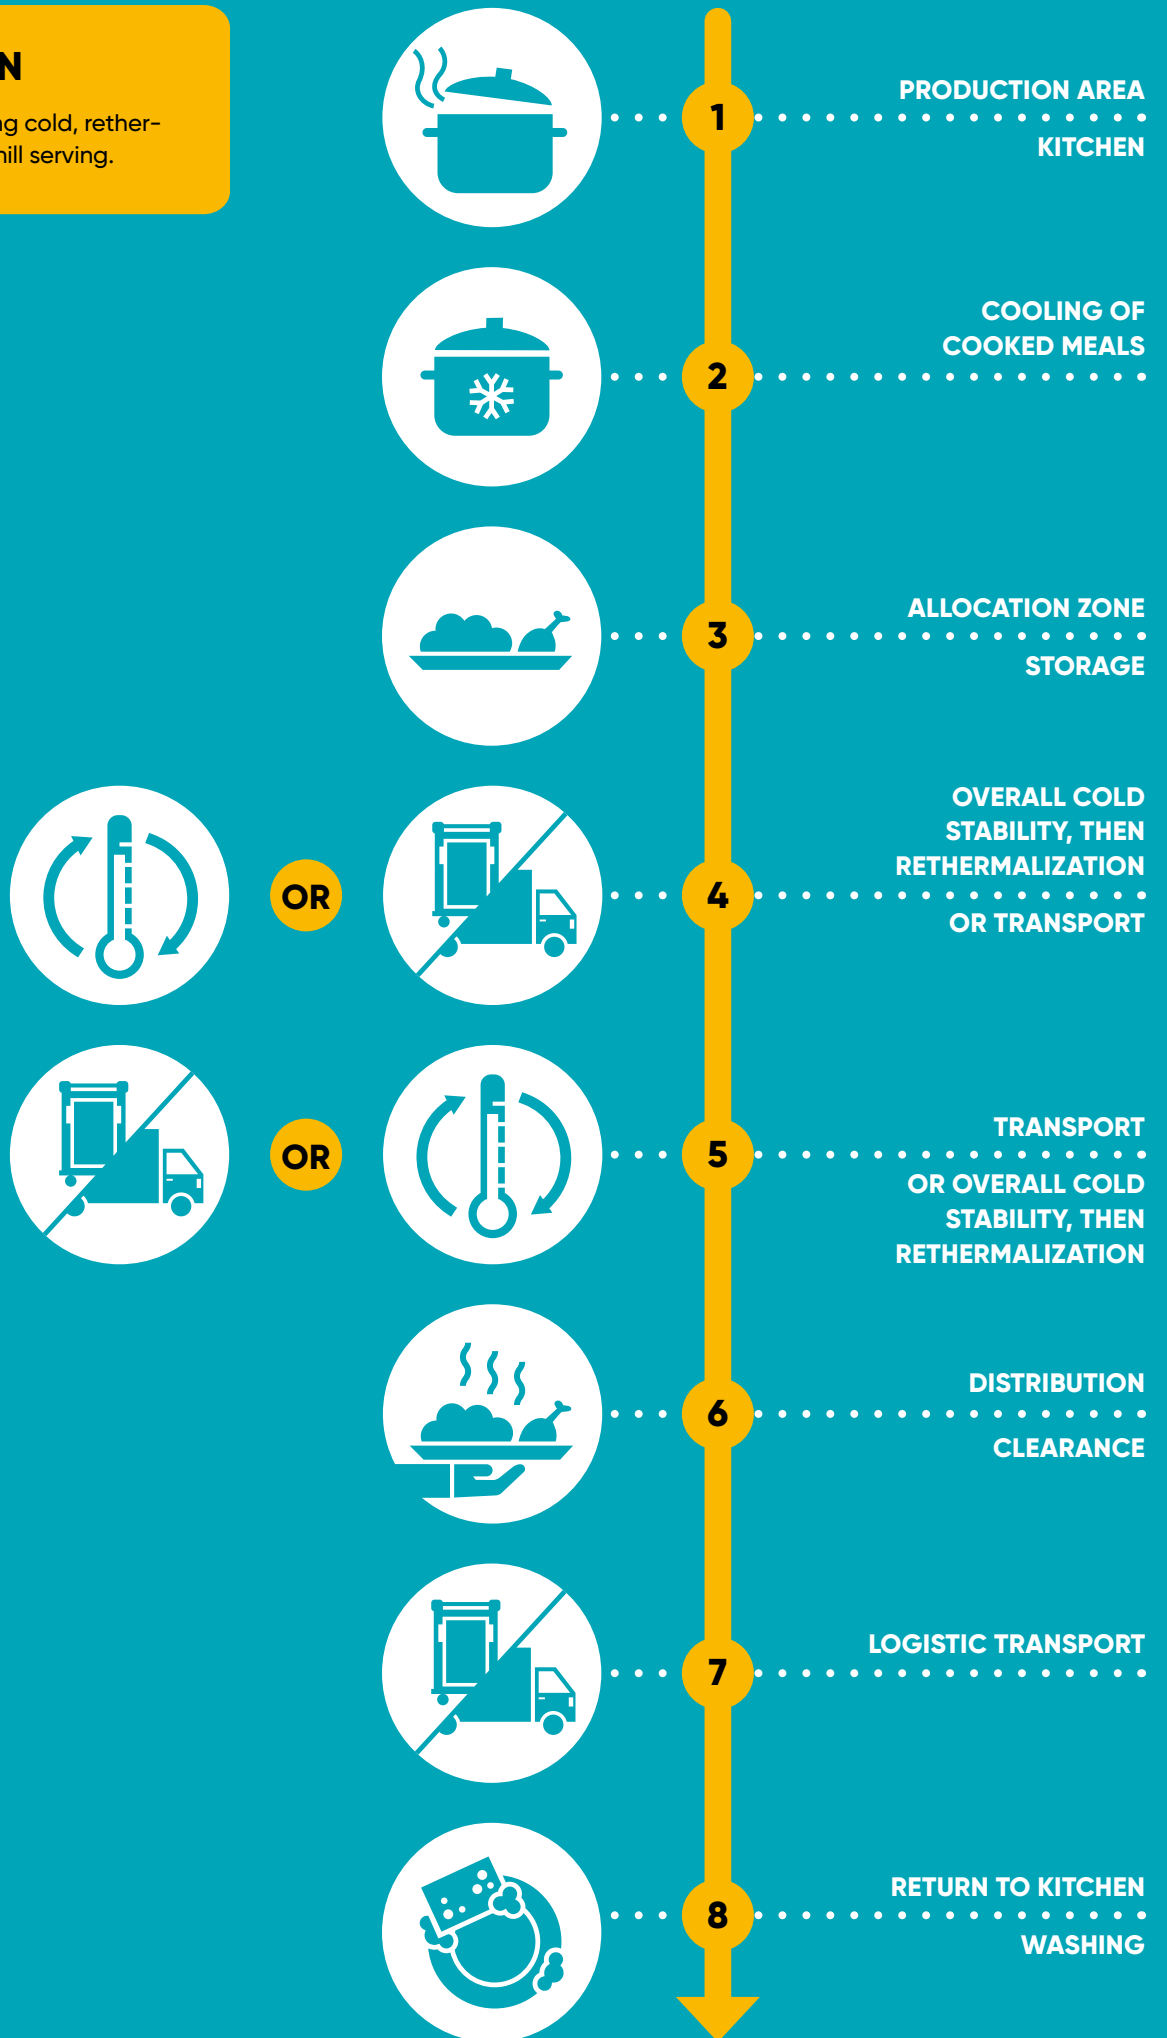 N
ng cold, rether-
hill serving.
1
PRODUCTION AREA
KITCHEN
2
COOLING OF
COOKED MEALS
3
ALLOCATION ZONE
STORAGE
OR
4
OVERALL COLD
STABILITY, THEN
RETHERMALIZATION
OR TRANSPORT
OR
5
TRANSPORT
OR OVERALL COLD
STABILITY, THEN
RETHERMALIZATION
6
DISTRIBUTION
CLEARANCE
7
LOGISTIC TRANSPORT
8
RETURN TO KITCHEN
WASHING